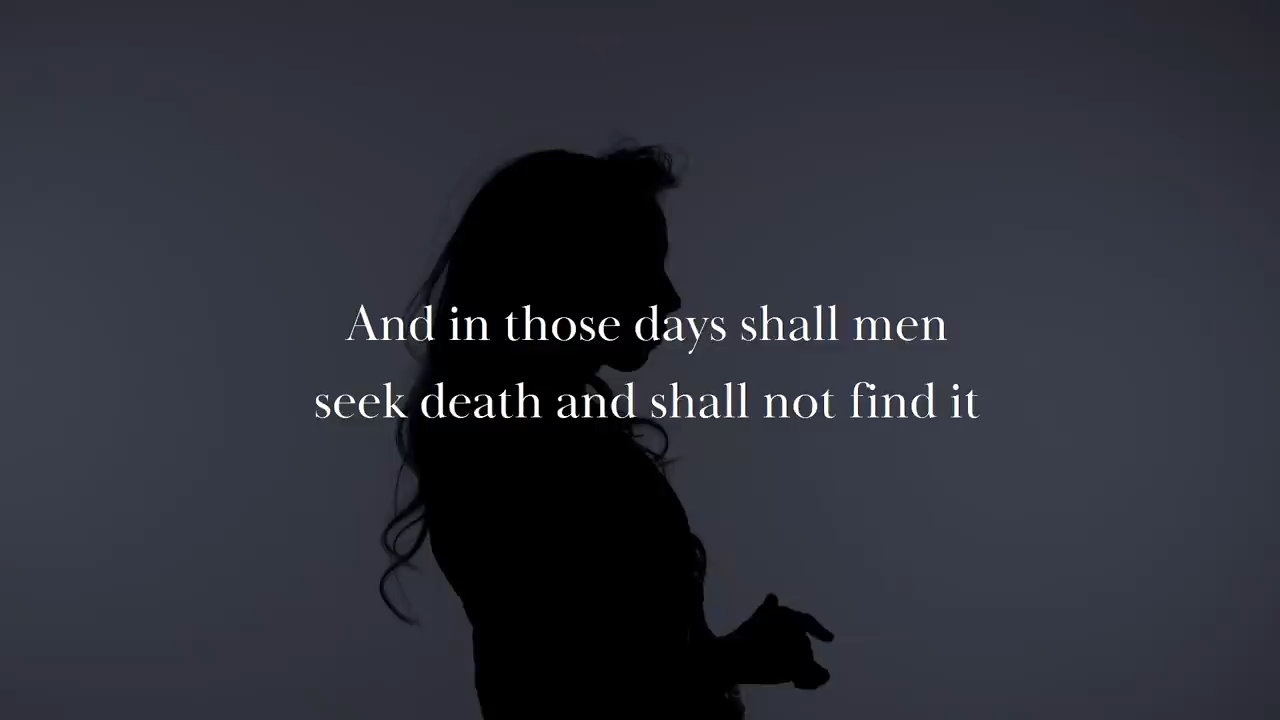 And in those days shall men
seek death and shall not find it